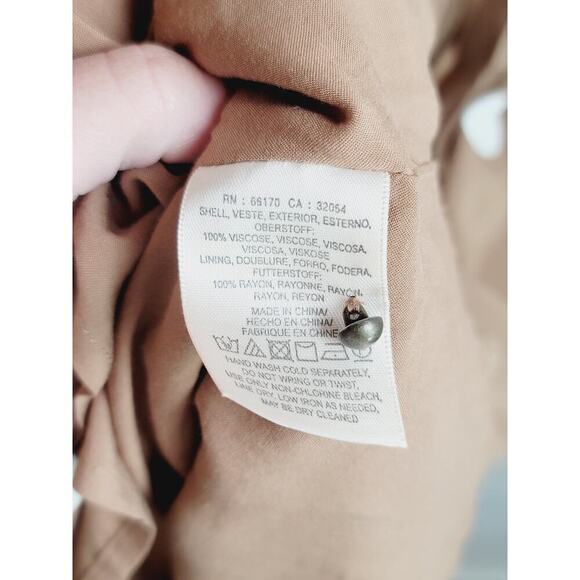 RN : 66170 CA : 32054
SHELL, VESTE, EXTERIOR, ESTERNO,
OBERSTOFF:
100% VISCOSE, VISCOSE, VISCOSA,
VISCOSA, VISKOSE
LINING, DOUBLURE, FORRO, FODERA,
FUTTERSTOFF:
100% RAYON, RAYONNE, RAYON,
RAYON, REYON
MADE IN CHINA/
HECHO EN CHINA/
FABRIQUE EN CHINE
HAND WASH COLD SEPARATELY,
DO NOT WRING OR TWIST,
USE ONLY NON-CHLORINE BLEACH,
LINE DRY, LOW IRON AS NEEDED,
MAY BE DRY CLEANED